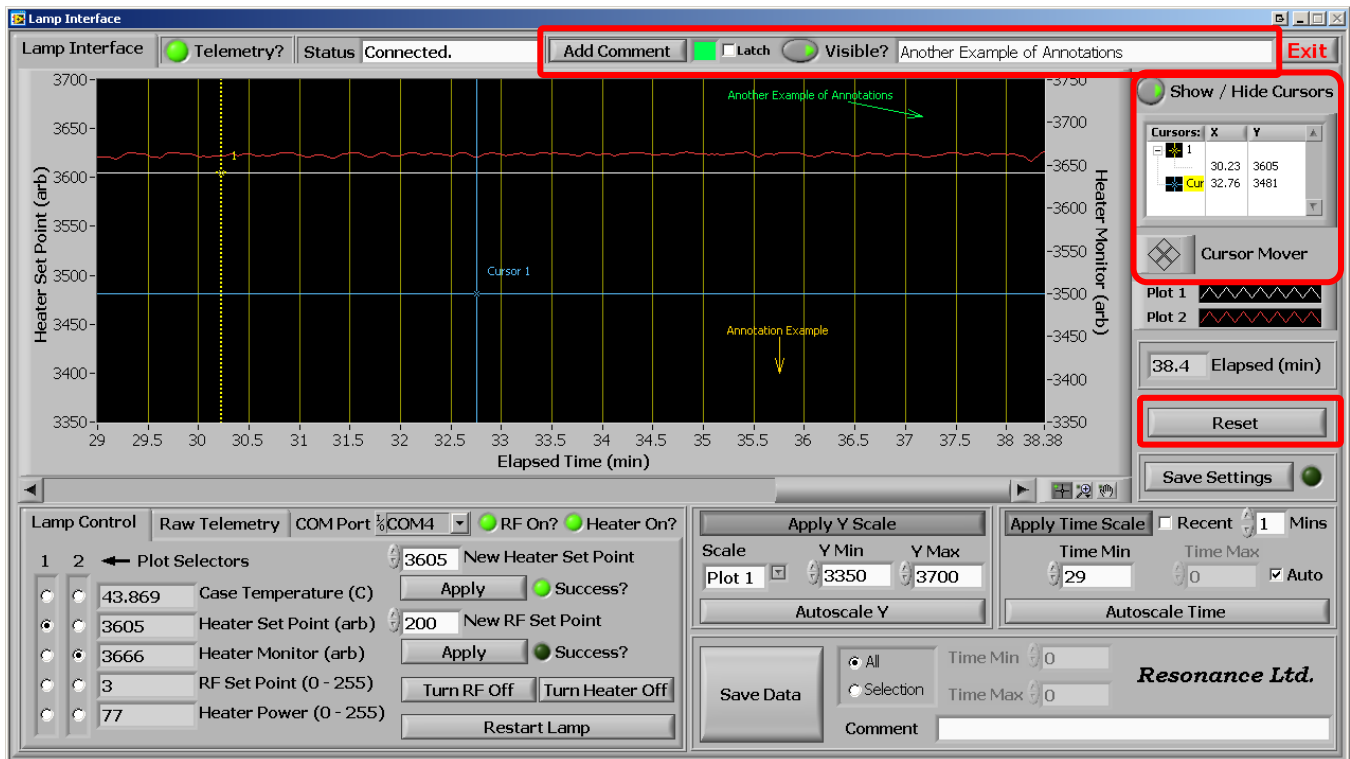 Lamp Interface
Lamp Interface Telemetry? Status Connected. Add Comment Latch Visible? Another Example of Annotations Exit
Heater Set Point (arb)
3700
3650
3600
3550
3500
3450
3400
3350
Another Example of Annotations
1
Cursor 1
Annotation Example
3750
3700
3650
3600
3550
3500
3450
3400
3350
Heater Monitor (arb)
29 29.5 30 30.5 31 31.5 32 32.5 33 33.5 34 34.5 35 35.5 36 36.5 37 37.5 38 38.38
Elapsed Time (min)
Show / Hide Cursors
Cursors: X Y
1
30.23 3605
Cur 32.76 3481
Cursor Mover
Plot 1
Plot 2
38.4 Elapsed (min)
Reset
Save Settings
Lamp Control Raw Telemetry COM Port COM4 RF On? Heater On?
1 2 Plot Selectors
43.869 Case Temperature (C)
3605 Heater Set Point (arb)
3666 Heater Monitor (arb)
3 RF Set Point (0 - 255)
77 Heater Power (0 - 255)
3605 New Heater Set Point
Apply Success?
200 New RF Set Point
Apply Success?
Turn RF Off Turn Heater Off
Restart Lamp
Apply Y Scale
Scale Y Min Y Max
Plot 1 3350 3700
Autoscale Y
Apply Time Scale Recent 1 Mins
Time Min Time Max
29 0 Auto
Autoscale Time
Save Data
All
Selection
Time Min 0
Time Max 0
Comment
Resonance Ltd.